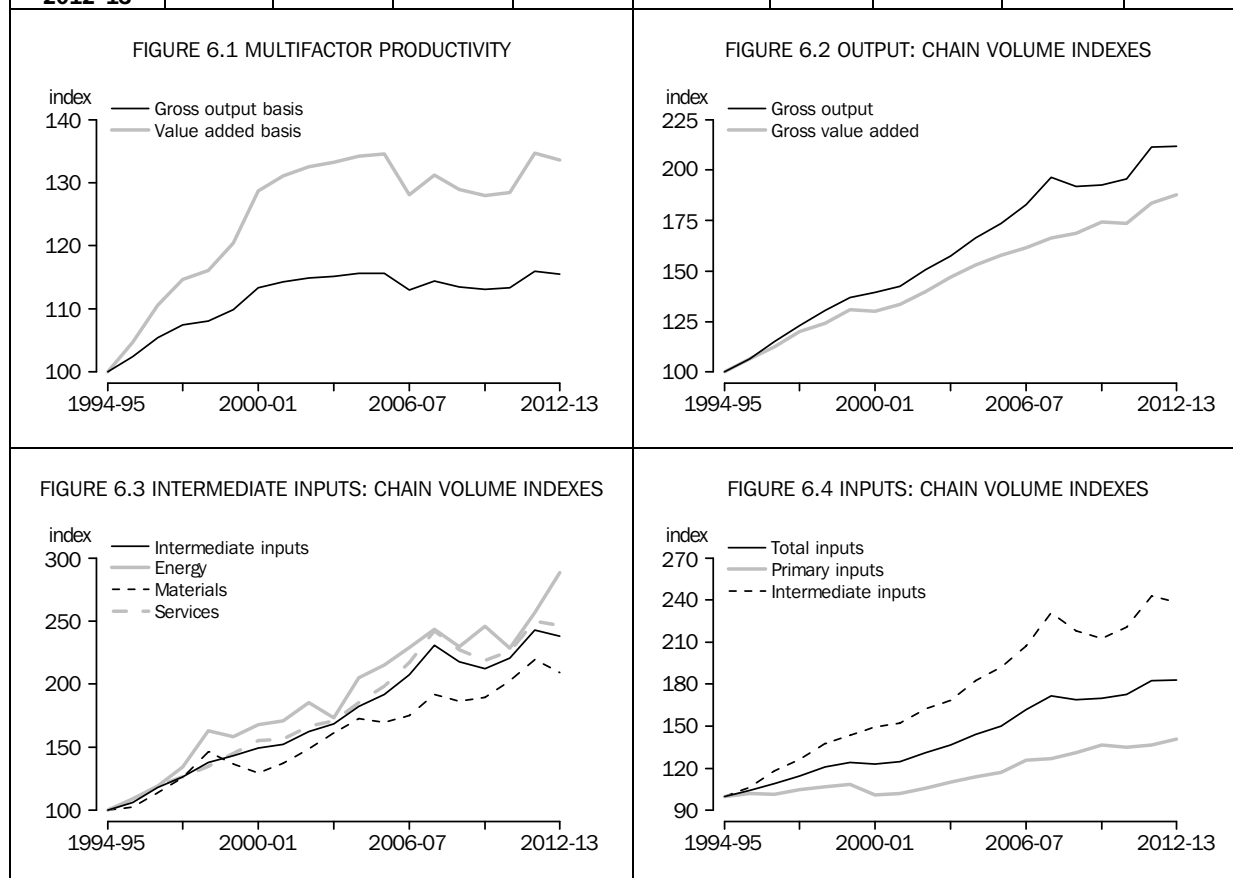 2012-13
FIGURE 6.1 MULTIFACTOR PRODUCTIVITY
index
Gross output basis
Value added basis
140
130
120
110
100
1994-95
2000-01
2006-07
2012-13
FIGURE 6.2 OUTPUT: CHAIN VOLUME INDEXES
index
Gross output
Gross value added
225
200
175
150
125
100
1994-95
2000-01
2006-07
2012-13
FIGURE 6.3 INTERMEDIATE INPUTS: CHAIN VOLUME INDEXES
index
Intermediate inputs
Energy
Materials
Services
300
250
200
150
100
1994-95
2000-01
2006-07
2012-13
FIGURE 6.4 INPUTS: CHAIN VOLUME INDEXES
index
Total inputs
Primary inputs
Intermediate inputs
270
240
210
180
150
120
90
1994-95
2000-01
2006-07
2012-13